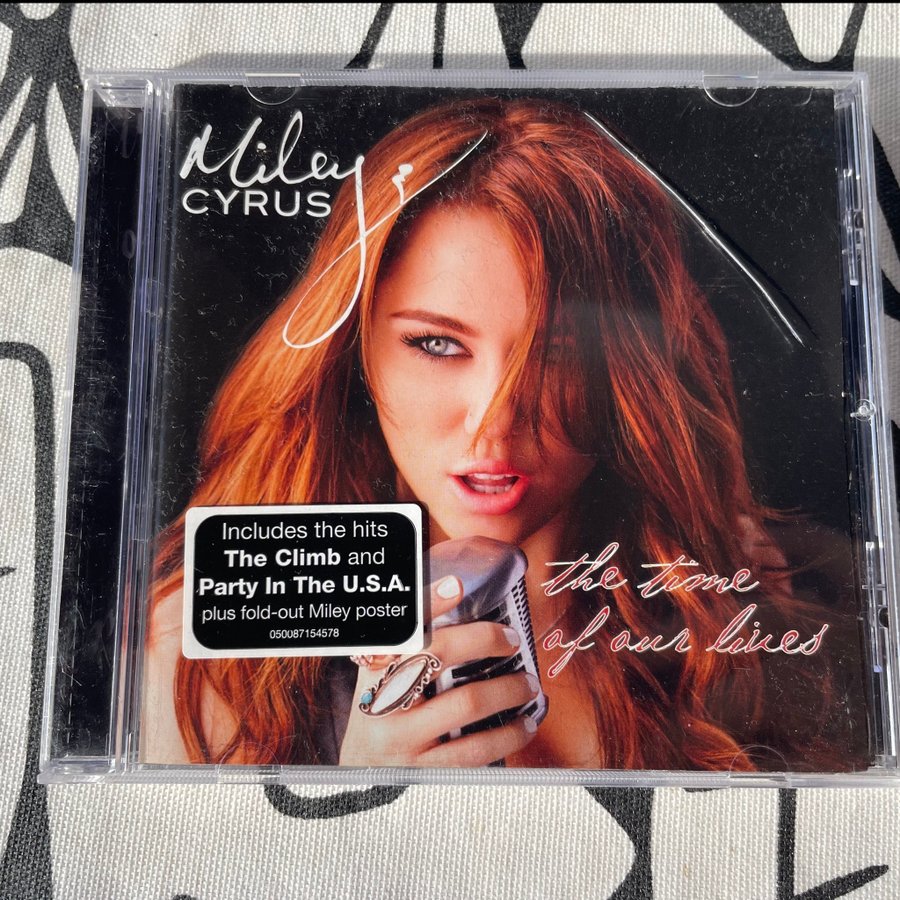 Miley
CYRUS
Includes the hits
The Climb and
Party In The U.S.A.
plus fold-out Miley poster
050087154578
the time
of our lives